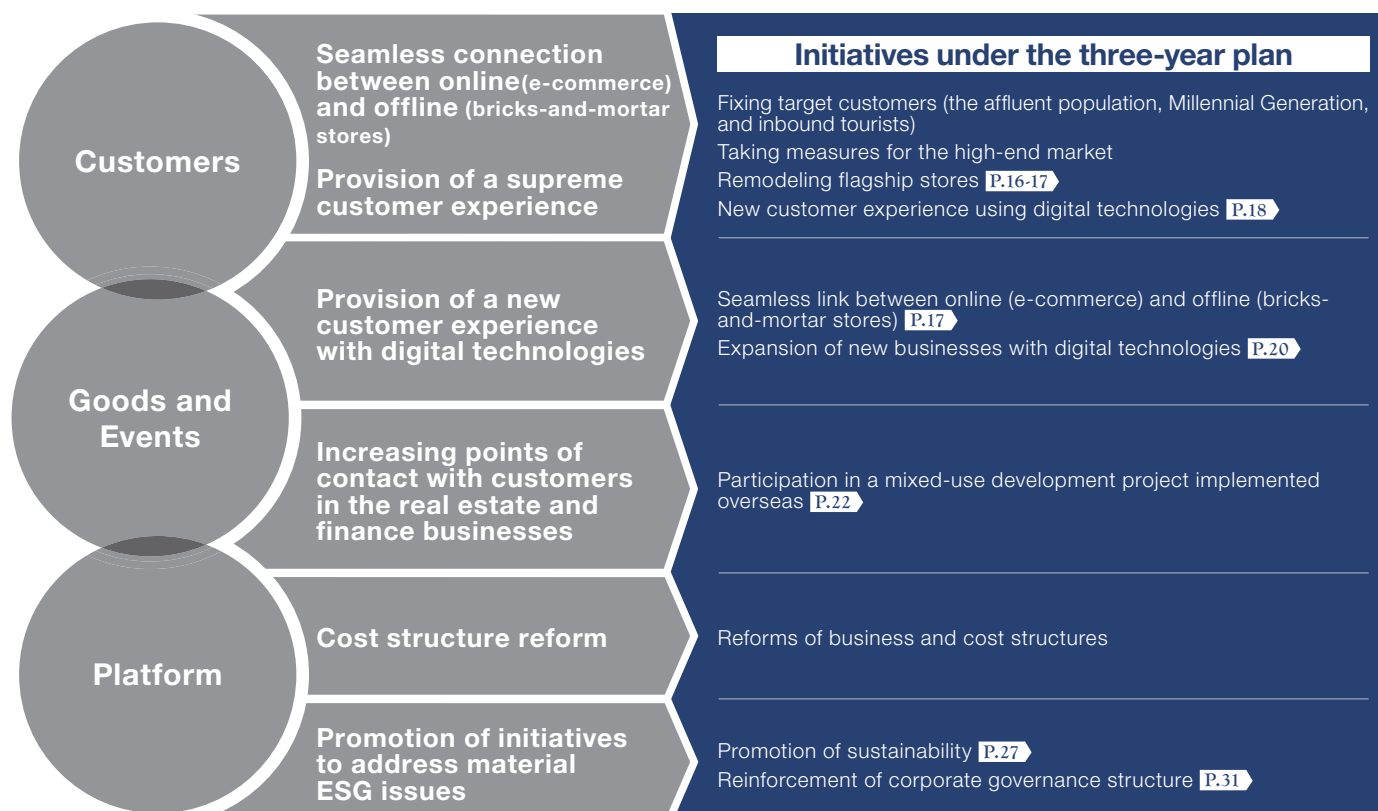 Customers
Seamless connection
between online(e-commerce)
and offline (bricks-and-mortar
stores)
Provision of a supreme
customer experience
Initiatives under the three-year plan
Fixing target customers (the affluent population, Millennial Generation,
and inbound tourists)
Taking measures for the high-end market
Remodeling flagship stores P.16-17
New customer experience using digital technologies P.18
Goods and
Events
Provision of a new
customer experience
with digital technologies
Seamless link between online (e-commerce) and offline (bricks-
and-mortar stores) P.17
Expansion of new businesses with digital technologies P.20
Increasing points of
contact with customers
in the real estate and
finance businesses
Participation in a mixed-use development project implemented
overseas P.22
Platform
Cost structure reform
Reforms of business and cost structures
Promotion of initiatives
to address material
ESG issues
Promotion of sustainability P.27
Reinforcement of corporate governance structure P.31